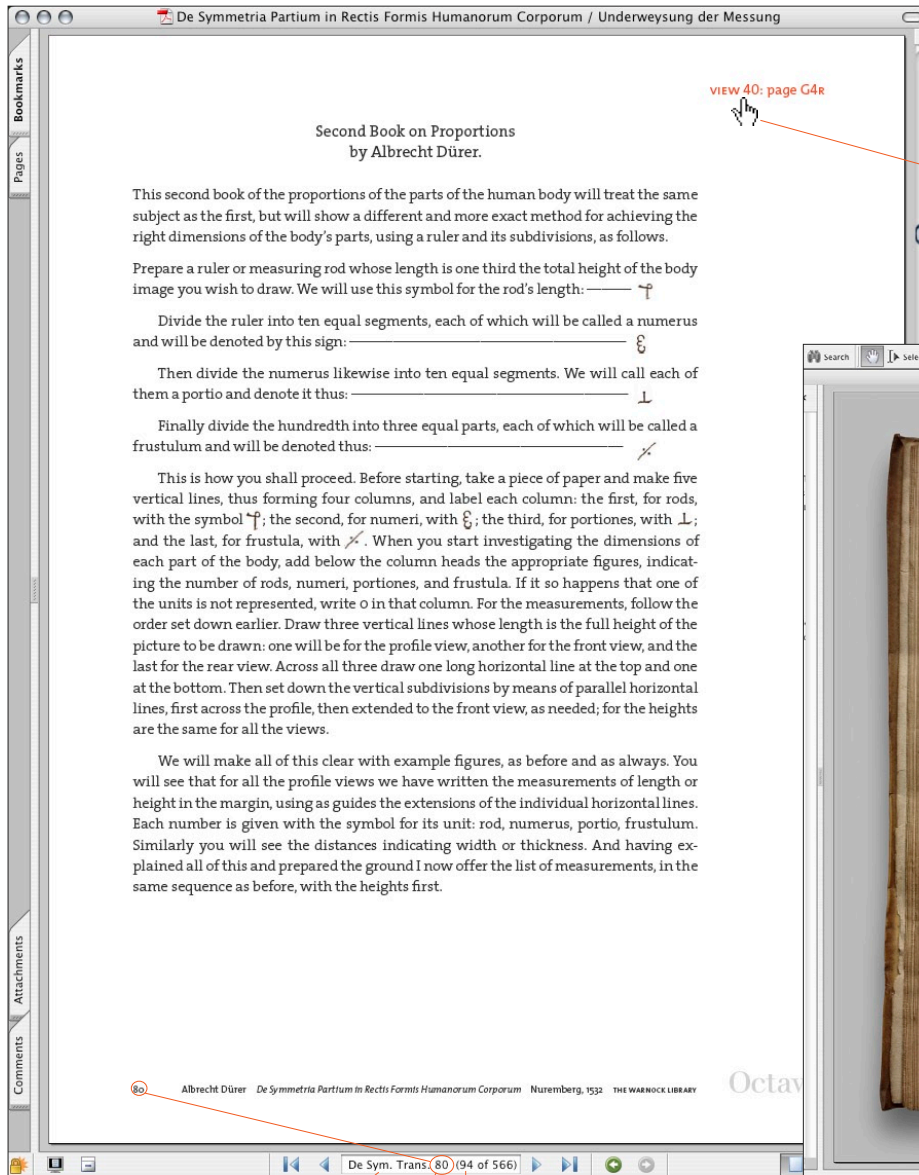 De Symmetria Partium in Rectis Formis Humanorum Corporum / Underweysung der Messung
Bookmarks
Pages
Attachments
Comments
VIEW 40: page G4R
Second Book on Proportions
by Albrecht Dürer.
This second book of the proportions of the parts of the human body will treat the same
subject as the first, but will show a different and more exact method for achieving the
right dimensions of the body's parts, using a ruler and its subdivisions, as follows.
Prepare a ruler or measuring rod whose length is one third the total height of the body
image you wish to draw. We will use this symbol for the rod's length:
Divide the ruler into ten equal segments, each of which will be called a numerus
and will be denoted by this sign:
Then divide the numerus likewise into ten equal segments. We will call each of
them a portio and denote it thus:
Finally divide the hundredth into three equal parts, each of which will be called a
frustulum and will be denoted thus:
This is how you shall proceed. Before starting, take a piece of paper and make five
vertical lines, thus forming four columns, and label each column: the first, for rods,
with the symbol ; the second, for numeri, with ; the third, for portiones, with ;
and the last, for frustula, with . When you start investigating the dimensions of
each part of the body, add below the column heads the appropriate figures, indicat-
ing the number of rods, numeri, portiones, and frustula. If it so happens that one of
the units is not represented, write 0 in that column. For the measurements, follow the
order set down earlier. Draw three vertical lines whose length is the full height of the
picture to be drawn: one will be for the profile view, another for the front view, and the
last for the rear view. Across all three draw one long horizontal line at the top and one
at the bottom. Then set down the vertical subdivisions by means of parallel horizontal
lines, first across the profile, then extended to the front view, as needed; for the heights
are the same for all the views.
We will make all of this clear with example figures, as before and as always. You
will see that for all the profile views we have written the measurements of length or
height in the margin, using as guides the extensions of the individual horizontal lines.
Each number is given with the symbol for its unit: rod, numerus, portio, frustulum.
Similarly you will see the distances indicating width or thickness. And having ex-
plained all of this and prepared the ground I now offer the list of measurements, in the
same sequence as before, with the heights first.
80 Albrecht Dürer De Symmetria Partium in Rectis Formis Humanorum Corporum Nuremberg, 1532 THE WARNOCK LIBRARY
Octav
De Sym. Trans. 80 (94 of 566)
Search Sele